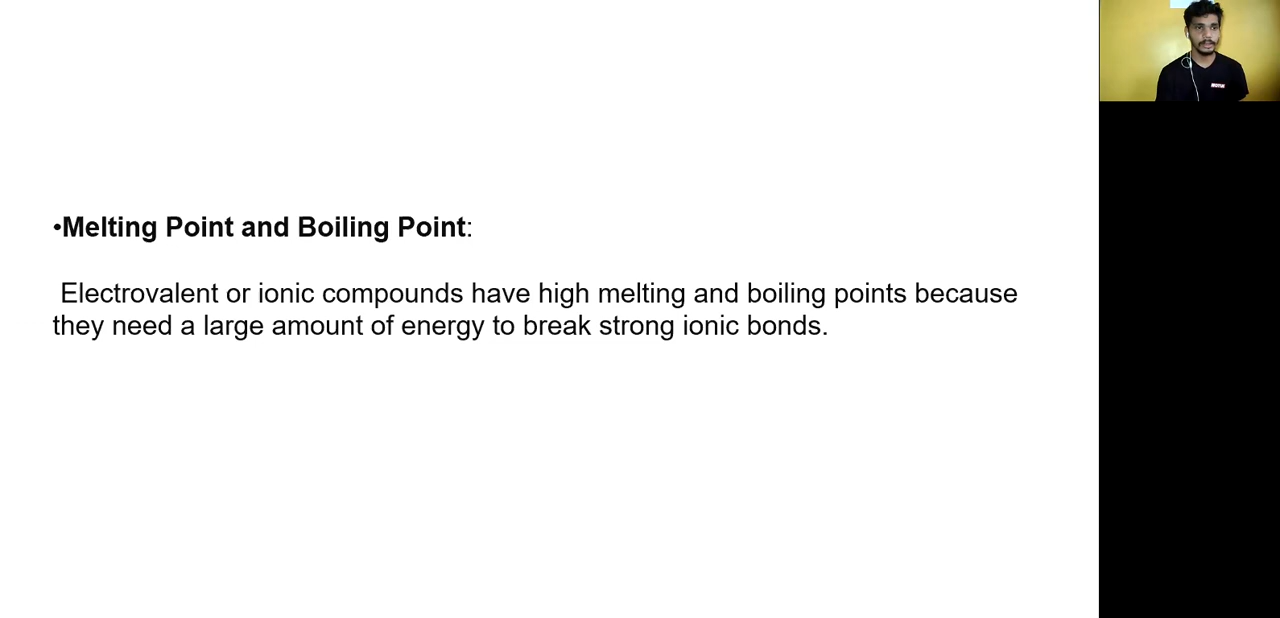 •Melting Point and Boiling Point:
Electrovalent or ionic compounds have high melting and boiling points because
they need a large amount of energy to break strong ionic bonds.